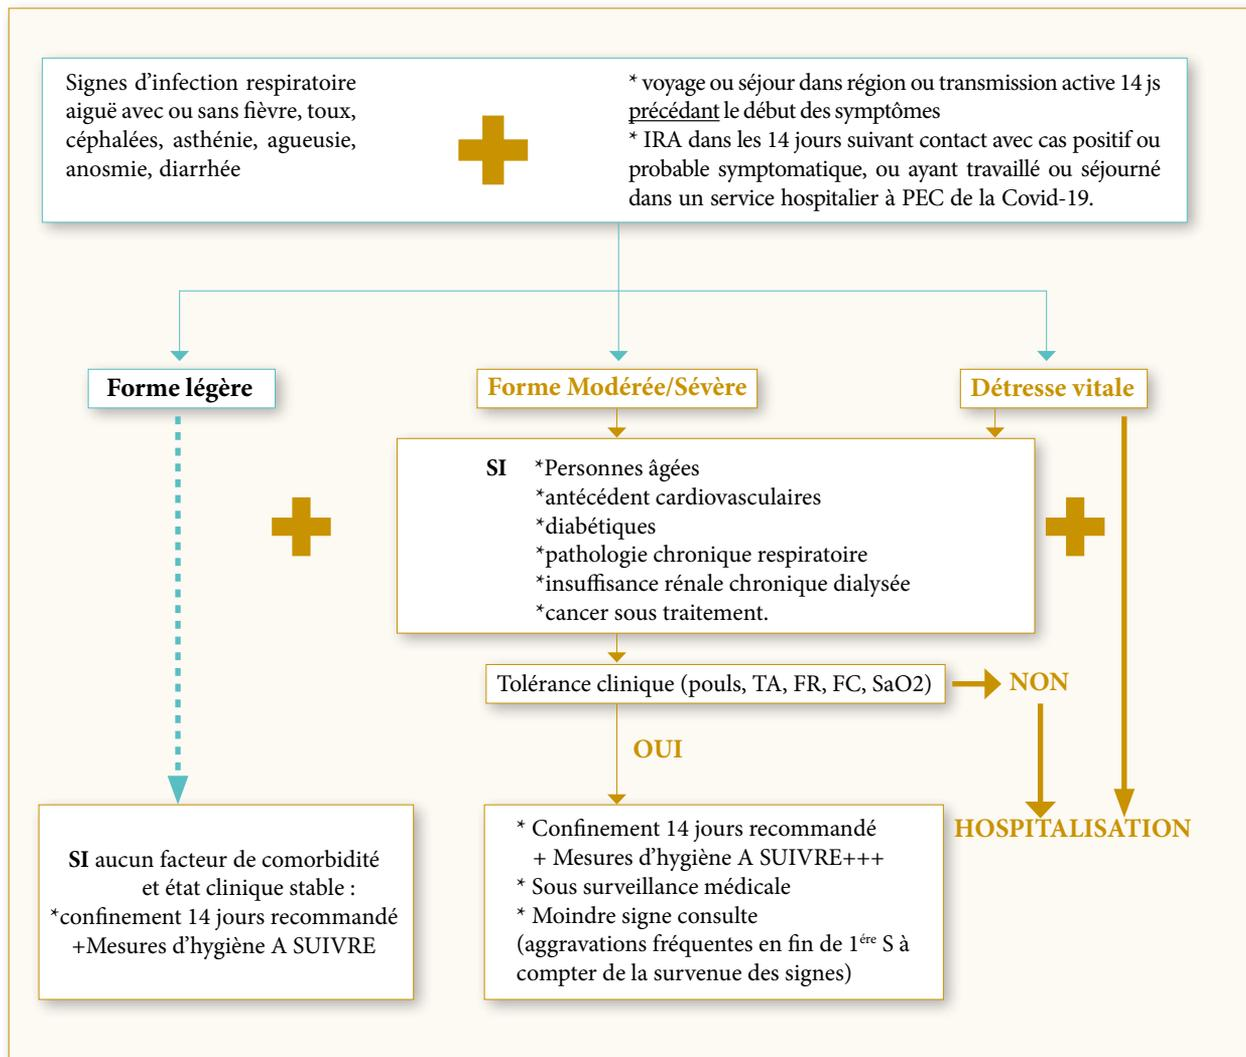 Signes d’infection respiratoire
aiguë avec ou sans fièvre, toux,
céphalées, asthénie, agueusie,
anosmie, diarrhée
* voyage ou séjour dans région ou transmission active 14 js
précédant le début des symptômes
* IRA dans les 14 jours suivant contact avec cas positif ou
probable symptomatique, ou ayant travaillé ou séjourné
dans un service hospitalier à PEC de la Covid-19.
Forme légère
Forme Modérée/Sévère
Détresse vitale
SI *Personnes âgées
*antécédent cardiovasculaires
*diabétiques
*pathologie chronique respiratoire
*insuffisance rénale chronique dialysée
*cancer sous traitement.
Tolérance clinique (pouls, TA, FR, FC, SaO2)
NON
OUI
HOSPITALISATION
SI aucun facteur de comorbidité
et état clinique stable :
*confinement 14 jours recommandé
+Mesures d’hygiène A SUIVRE
* Confinement 14 jours recommandé
+ Mesures d’hygiène A SUIVRE+++
* Sous surveillance médicale
* Moindre signe consulte
(aggravations fréquentes en fin de 1ére S à
compter de la survenue des signes)